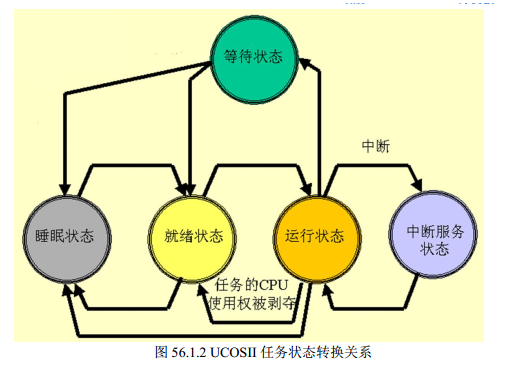 等待状态
中断
睡眠状态
就绪状态
运行状态
中断服务
状态
任务的CPU
使用权被剥夺
图 56.1.2 UCOSII 任务状态转换关系